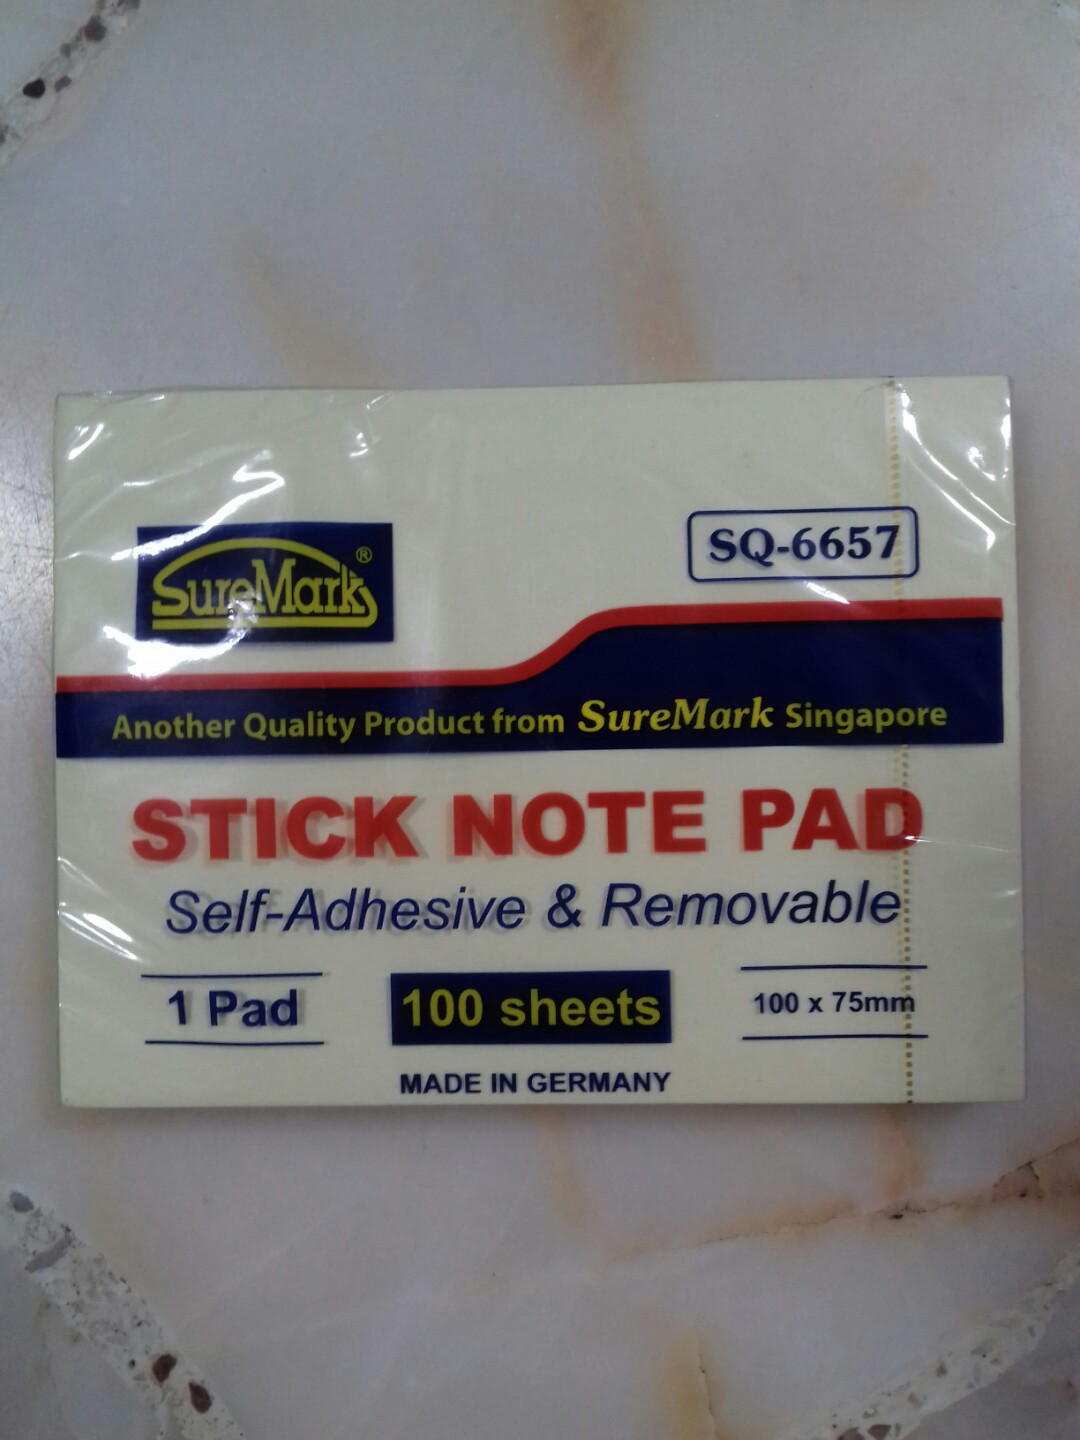 SureMark®
SQ-6657
Another Quality Product from SureMark Singapore
STICK NOTE PAD
Self-Adhesive & Removable
1 Pad
100 sheets
100 x 75mm
MADE IN GERMANY